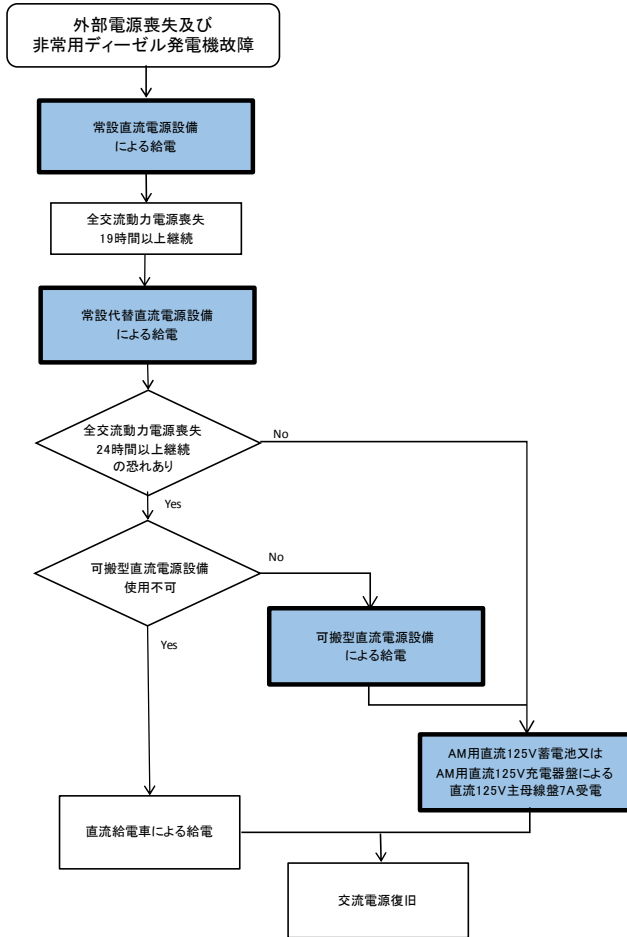 外部電源喪失及び
非常用ディーゼル発電機故障
常設直流電源設備
による給電
全交流動力電源喪失
19時間以上継続
常設代替直流電源設備
による給電
全交流動力電源喪失
24時間以上継続
の恐れあり
No
Yes
可搬型直流電源設備
使用不可
No
Yes
可搬型直流電源設備
による給電
AM用直流125V蓄電池又は
AM用直流125V充電器盤による
直流125V主母線盤7A受電
直流給電車による給電
交流電源復旧